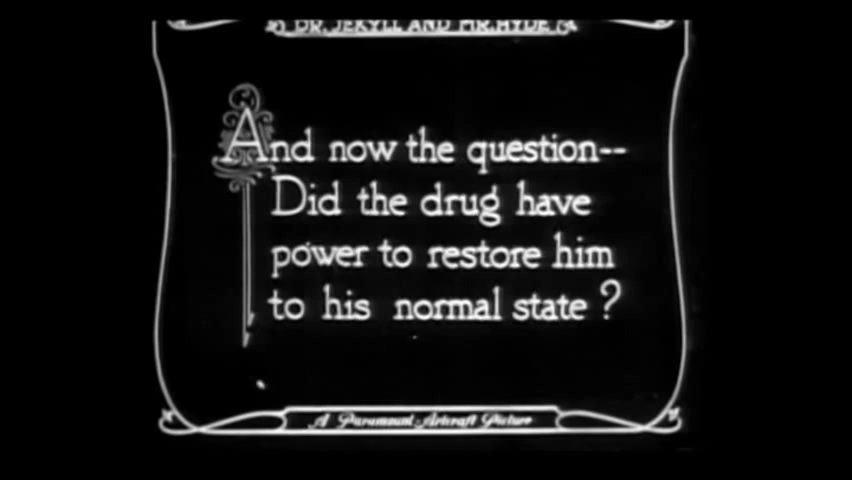 DR. JEKYLL AND MR. HYDE
And now the question--
Did the drug have
power to restore him
to his normal state?
A Paramount-Artcraft Picture